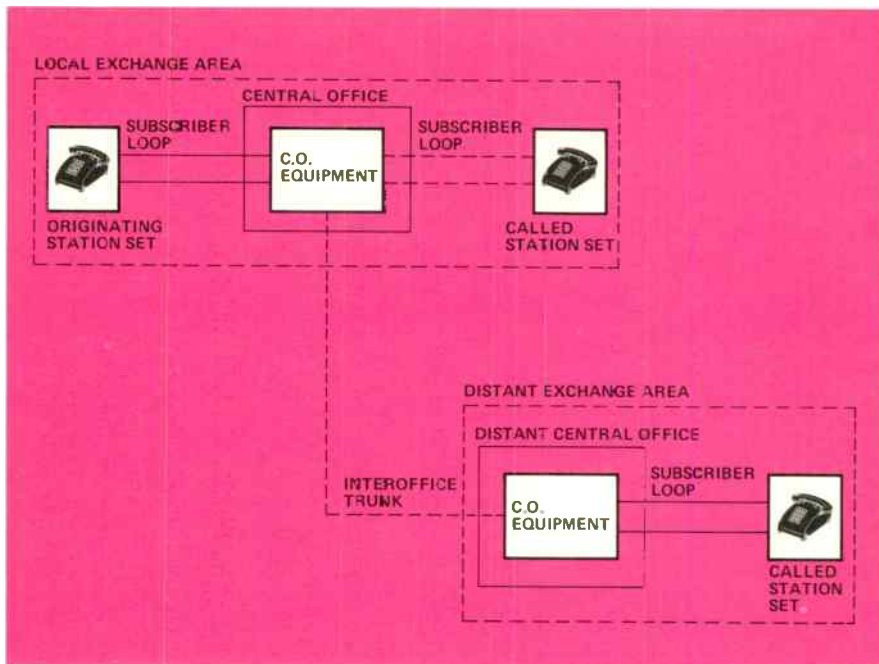 LOCAL EXCHANGE AREA
CENTRAL OFFICE
SUBSCRIBER
LOOP
C.O.
EQUIPMENT
SUBSCRIBER
LOOP
ORIGINATING
STATION SET
CALLED
STATION SET
DISTANT EXCHANGE AREA
DISTANT CENTRAL OFFICE
INTEROFFICE
TRUNK
C.O.
EQUIPMENT
SUBSCRIBER
LOOP
CALLED
STATION
SET